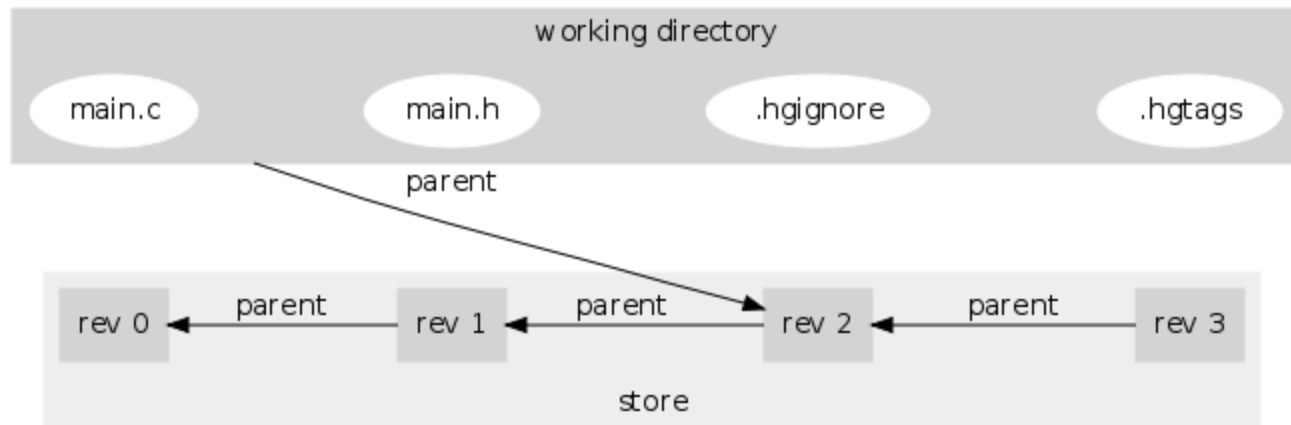 working directory
main.c
main.h
.hgignore
.hgtags
parent
parent
parent
parent
rev 0
rev 1
rev 2
rev 3
store